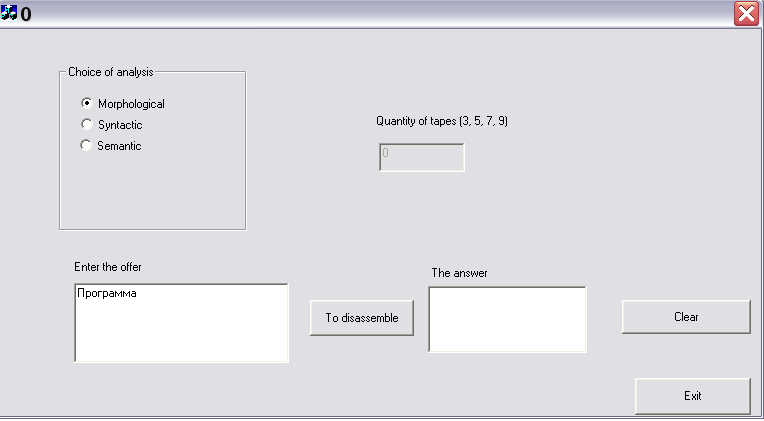 0
Choice of analysis
Morphological
Syntactic
Semantic
Quantity of tapes (3, 5, 7, 9)
0
Enter the offer
Программа
To disassemble
The answer
Clear
Exit